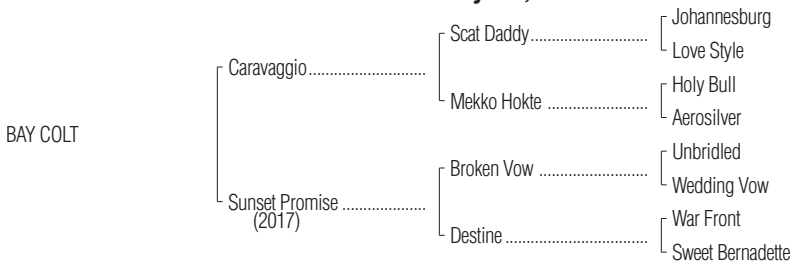 Johannesburg
Scat Daddy
Love Style
Caravaggio
Holy Bull
Mekko Hokte
Aerosilver
BAY COLT
Unbridled
Broken Vow
Wedding Vow
Sunset Promise
(2017)
War Front
Destine
Sweet Bernadette